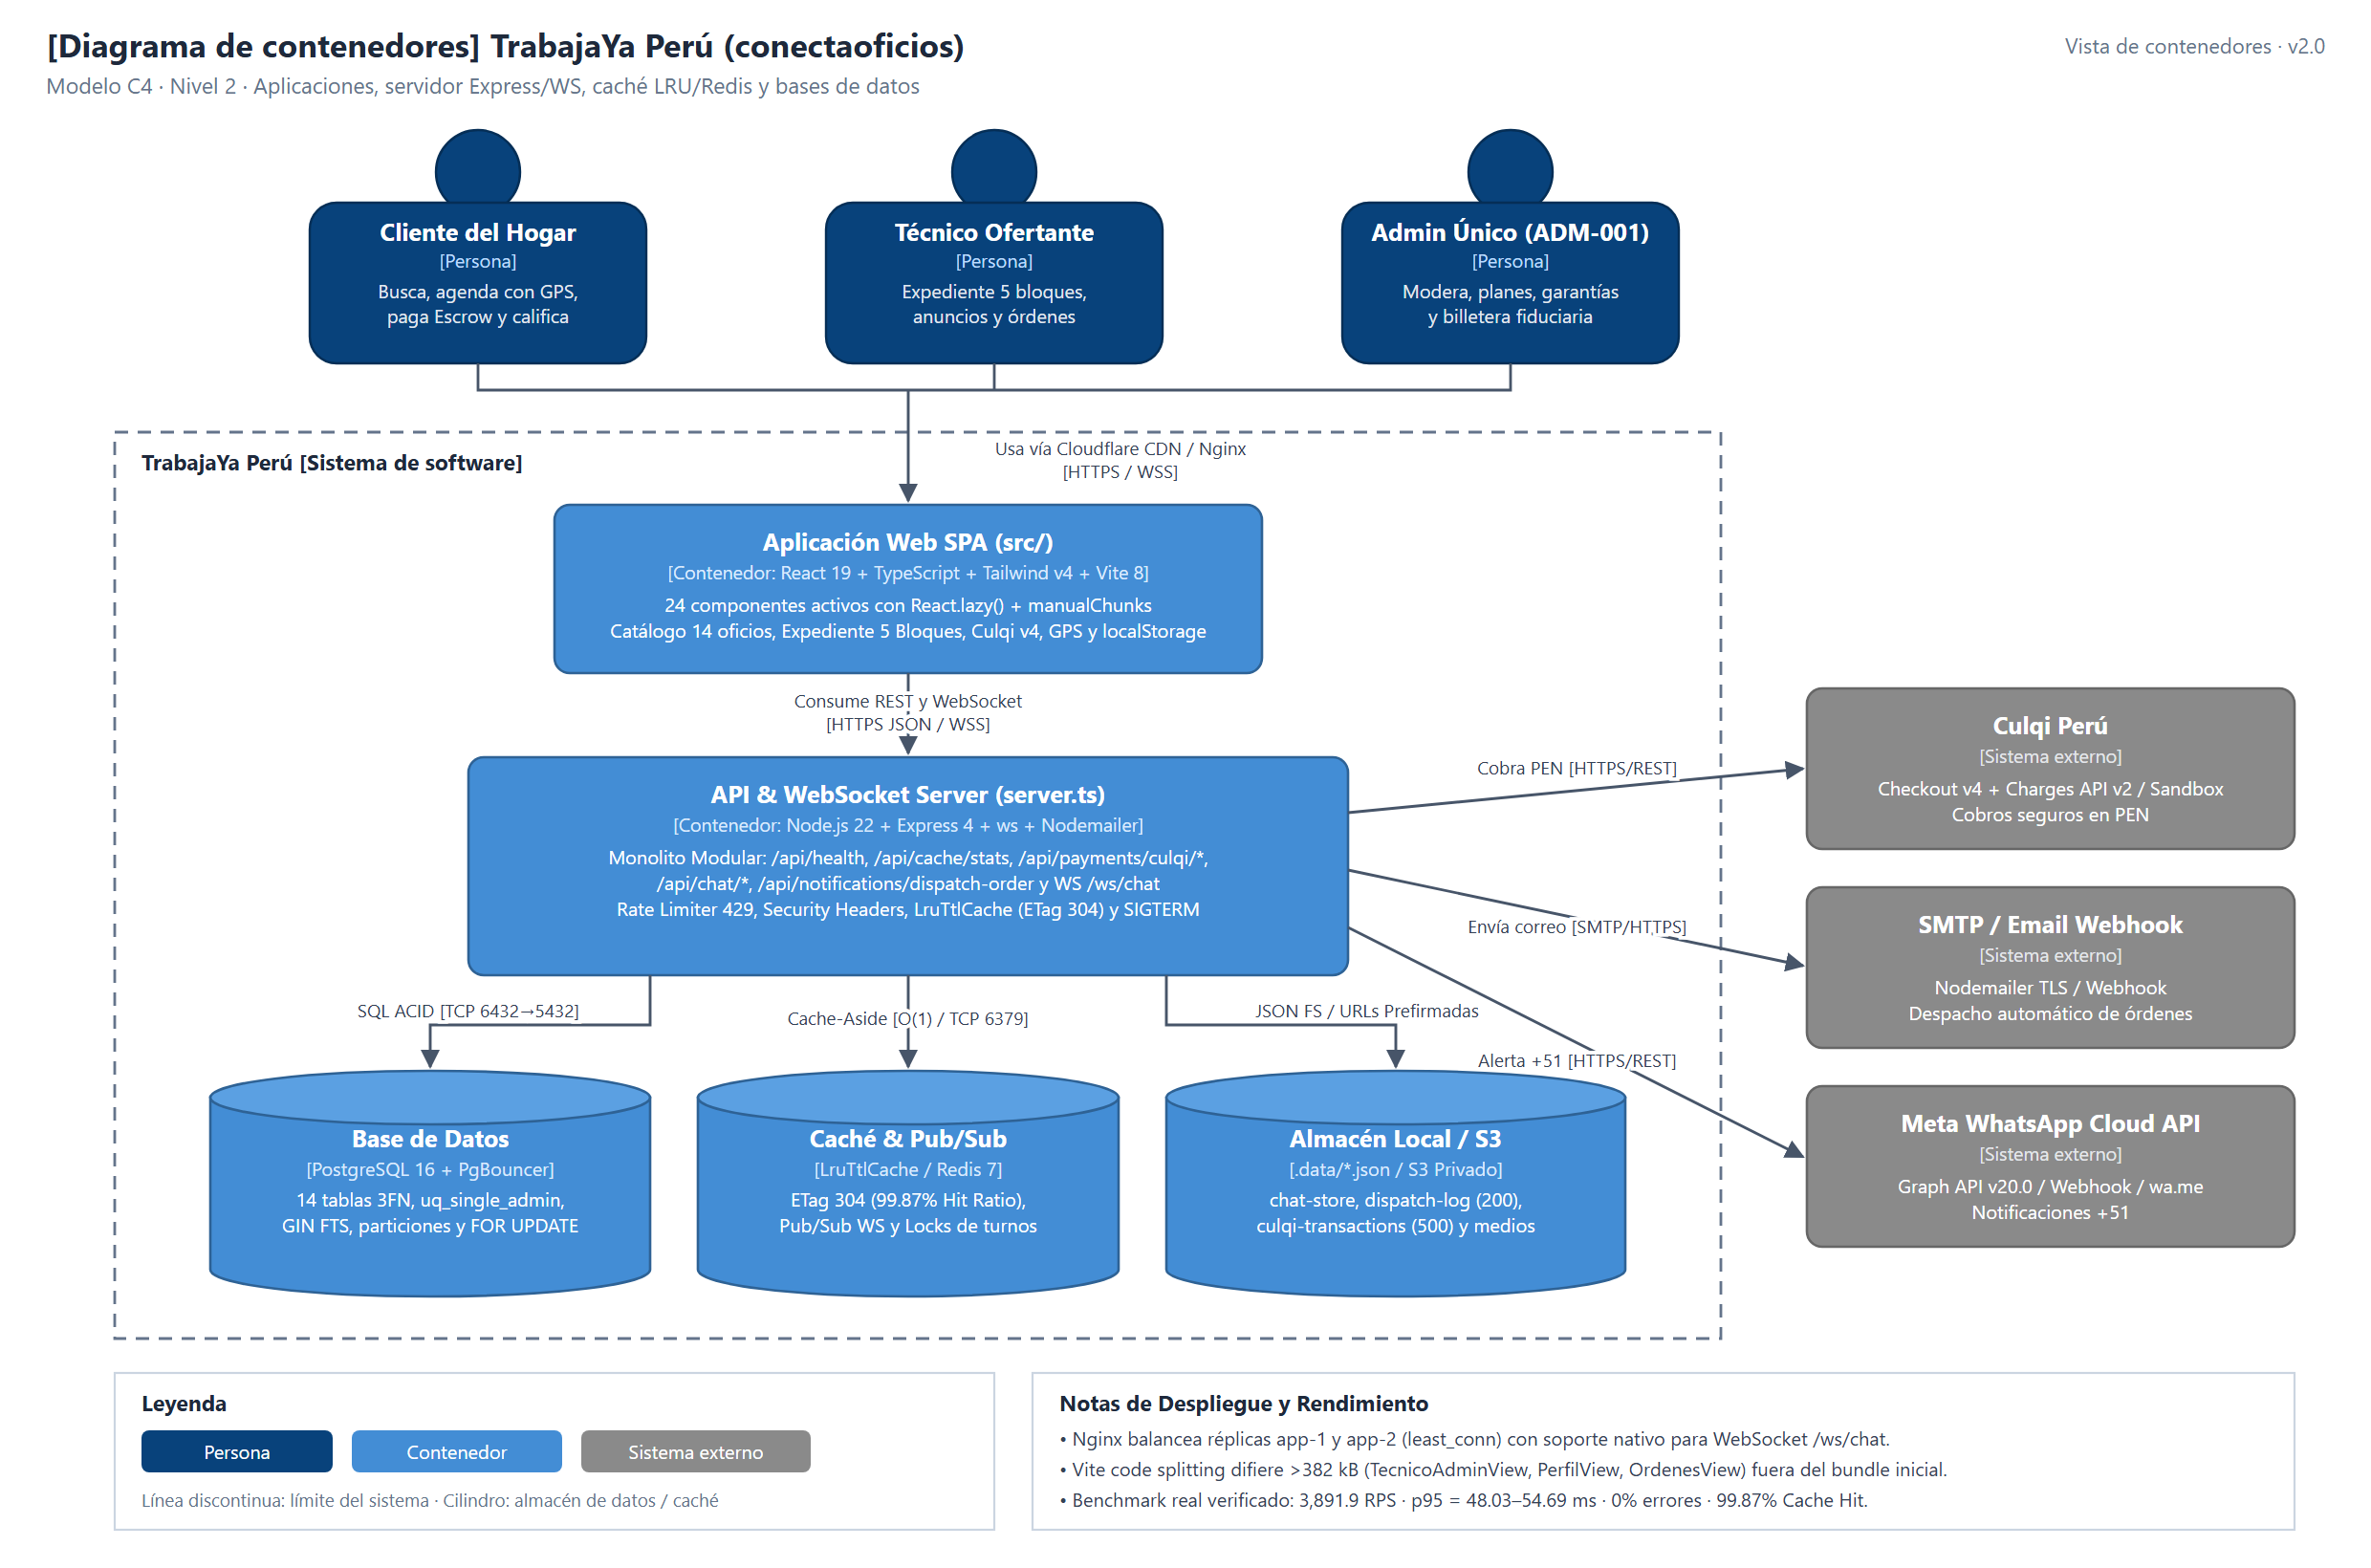 [Diagrama de contenedores] TrabajaYa Perú (conectaoficios)
Vista de contenedores · v2.0
Modelo C4 · Nivel 2 · Aplicaciones, servidor Express/WS, caché LRU/Redis y bases de datos
Cliente del Hogar
[Persona]
Busca, agenda con GPS,
paga Escrow y califica
Técnico Ofertante
[Persona]
Expediente 5 bloques,
anuncios y órdenes
Admin Único (ADM-001)
[Persona]
Modera, planes, garantías
y billetera fiduciaria
TrabajaYa Perú [Sistema de software]
Usa vía Cloudflare CDN / Nginx
[HTTPS / WSS]
Aplicación Web SPA (src/)
[Contenedor: React 19 + TypeScript + Tailwind v4 + Vite 8]
24 componentes activos con React.lazy() + manualChunks
Catálogo 14 oficios, Expediente 5 Bloques, Culqi v4, GPS y localStorage
Consume REST y WebSocket
[HTTPS JSON / WSS]
API & WebSocket Server (server.ts)
[Contenedor: Node.js 22 + Express 4 + ws + Nodemailer]
Monolito Modular: /api/health, /api/cache/stats, /api/payments/culqi/*,
/api/chat/*, /api/notifications/dispatch-order y WS /ws/chat
Rate Limiter 429, Security Headers, LruTtlCache (ETag 304) y SIGTERM
Cobra PEN [HTTPS/REST]
Envía correo [SMTP/HTTPS]
Alerta +51 [HTTPS/REST]
Culqi Perú
[Sistema externo]
Checkout v4 + Charges API v2 / Sandbox
Cobros seguros en PEN
SMTP / Email Webhook
[Sistema externo]
Nodemailer TLS / Webhook
Despacho automático de órdenes
Meta WhatsApp Cloud API
[Sistema externo]
Graph API v20.0 / Webhook / wa.me
Notificaciones +51
SQL ACID [TCP 6432→5432]
Cache-Aside [O(1) / TCP 6379]
JSON FS / URLs Prefirmadas
Base de Datos
[PostgreSQL 16 + PgBouncer]
14 tablas 3FN, uq_single_admin,
GIN FTS, particiones y FOR UPDATE
Caché & Pub/Sub
[LruTtlCache / Redis 7]
ETag 304 (99.87% Hit Ratio),
Pub/Sub WS y Locks de turnos
Almacén Local / S3
[.data/*.json / S3 Privado]
chat-store, dispatch-log (200),
culqi-transactions (500) y medios
Leyenda
Persona
Contenedor
Sistema externo
Línea discontinua: límite del sistema · Cilindro: almacén de datos / caché
Notas de Despliegue y Rendimiento
• Nginx balancea réplicas app-1 y app-2 (least_conn) con soporte nativo para WebSocket /ws/chat.
• Vite code splitting difiere >382 kB (TecnicoAdminView, PerfilView, OrdenesView) fuera del bundle inicial.
• Benchmark real verificado: 3,891.9 RPS · p95 = 48.03–54.69 ms · 0% errores · 99.87% Cache Hit.